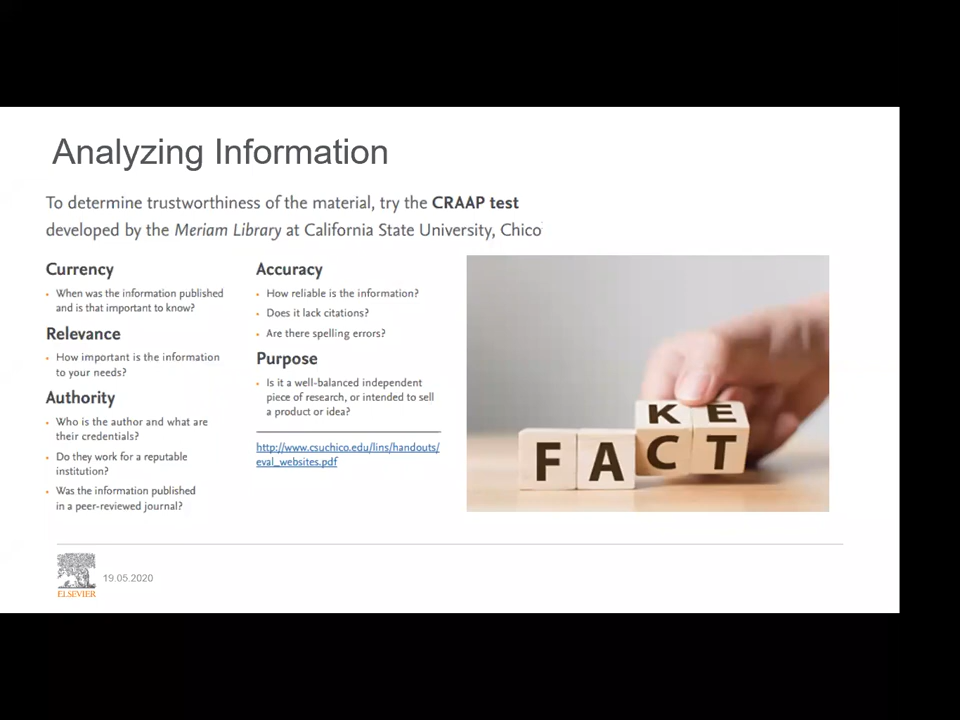 Analyzing Information
To determine trustworthiness of the material, try the CRAAP test
developed by the Meriam Library at California State University, Chico
Currency
• When was the information published
and is that important to know?
Relevance
• How important is the information
to your needs?
Authority
• Who is the author and what are
their credentials?
• Do they work for a reputable
institution?
• Was the information published
in a peer-reviewed journal?
Accuracy
• How reliable is the information?
• Does it lack citations?
• Are there spelling errors?
Purpose
• Is it a well-balanced independent
piece of research, or intended to sell
a product or idea?
http://www.csuchico.edu/lins/handouts/
eval_websites.pdf
K E
F A C T
ELSEVIER
19.05.2020